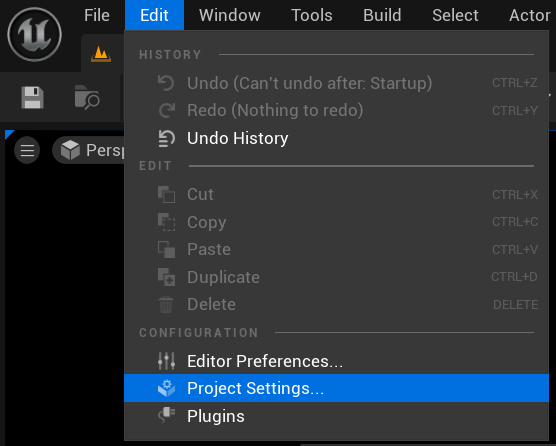 File Edit Window Tools Build Select Actor
HISTORY
Undo (Can't undo after: Startup) CTRL+Z
Redo (Nothing to redo) CTRL+Y
Undo History
Persp
EDIT
Cut CTRL+X
Copy CTRL+C
Paste CTRL+V
Duplicate CTRL+D
Delete DELETE
CONFIGURATION
Editor Preferences...
Project Settings...
Plugins